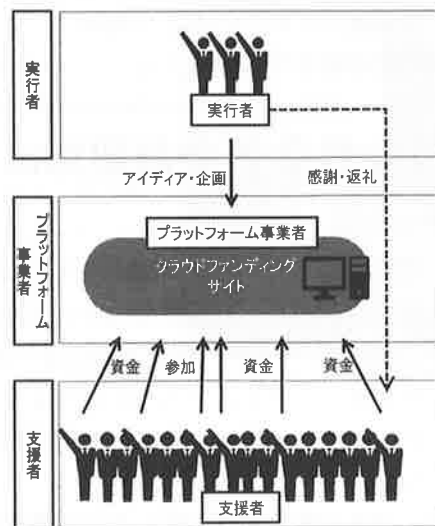 実行者
実行者
アイディア・企画
感謝・返礼
プラットフォーム
事業者
プラットフォーム事業者
クラウドファンディング
サイト
資金
参加
資金
資金
支援者
支援者